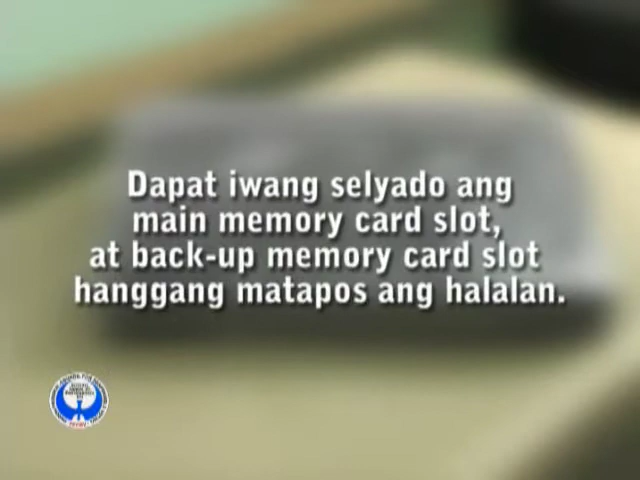 Dapat iwang selyado ang
main memory card slot,
at back-up memory card slot
hanggang matapos ang halalan.